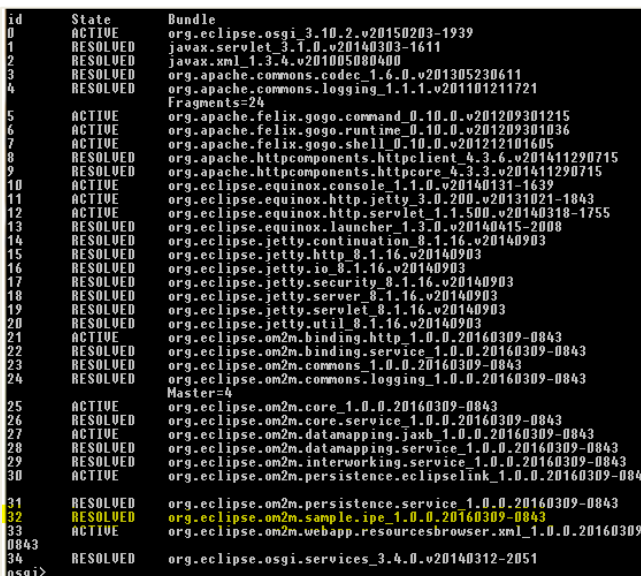 id State Bundle
0 ACTIVE org.eclipse.osgi_3.10.2.v20150203-1939
1 RESOLVED javax.servlet_3.1.0.v20140303-1611
2 RESOLVED javax.xml_1.3.4.v201005080400
3 RESOLVED org.apache.commons.codec_1.6.0.v201305230611
4 RESOLVED org.apache.commons.logging_1.1.1.v201101211721
Fragments=24
5 ACTIVE org.apache.felix.gogo.command_0.10.0.v201209301215
6 ACTIVE org.apache.felix.gogo.runtime_0.10.0.v201209301036
7 ACTIVE org.apache.felix.gogo.shell_0.10.0.v201212101605
8 RESOLVED org.apache.httpcomponents.httpclient_4.3.6.v201411290715
9 RESOLVED org.apache.httpcomponents.httpcore_4.3.3.v201411290715
10 ACTIVE org.eclipse.equinox.console_1.1.0.v20140131-1639
11 ACTIVE org.eclipse.equinox.http.jetty_3.0.200.v20131021-1843
12 ACTIVE org.eclipse.equinox.http.servlet_1.1.500.v20140318-1755
13 RESOLVED org.eclipse.equinox.launcher_1.3.0.v20140415-2008
14 RESOLVED org.eclipse.jetty.continuation_8.1.16.v20140903
15 RESOLVED org.eclipse.jetty.http_8.1.16.v20140903
16 RESOLVED org.eclipse.jetty.io_8.1.16.v20140903
17 RESOLVED org.eclipse.jetty.security_8.1.16.v20140903
18 RESOLVED org.eclipse.jetty.server_8.1.16.v20140903
19 RESOLVED org.eclipse.jetty.servlet_8.1.16.v20140903
20 RESOLVED org.eclipse.jetty.util_8.1.16.v20140903
21 ACTIVE org.eclipse.om2m.binding.http_1.0.0.20160309-0843
22 RESOLVED org.eclipse.om2m.binding.service_1.0.0.20160309-0843
23 RESOLVED org.eclipse.om2m.commons_1.0.0.20160309-0843
24 RESOLVED org.eclipse.om2m.commons.logging_1.0.0.20160309-0843
Master=4
25 ACTIVE org.eclipse.om2m.core_1.0.0.20160309-0843
26 RESOLVED org.eclipse.om2m.core.service_1.0.0.20160309-0843
27 ACTIVE org.eclipse.om2m.datamapping.jaxb_1.0.0.20160309-0843
28 RESOLVED org.eclipse.om2m.datamapping.service_1.0.0.20160309-0843
29 RESOLVED org.eclipse.om2m.interworking.service_1.0.0.20160309-0843
30 ACTIVE org.eclipse.om2m.persistence.eclipselink_1.0.0.20160309-084
31 RESOLVED org.eclipse.om2m.persistence.service_1.0.0.20160309-0843
32 RESOLVED org.eclipse.om2m.sample.ipe_1.0.0.20160309-0843
33 ACTIVE org.eclipse.om2m.webapp.resourcesbrowser.xml_1.0.0.20160309
0843
34 RESOLVED org.eclipse.osgi.services_3.4.0.v20140312-2051
osgi>